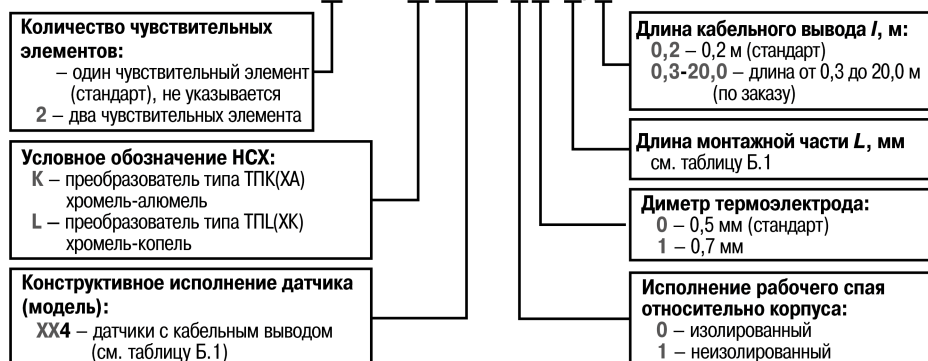 Количество чувствительных
элементов:
– один чувствительный элемент
(стандарт), не указывается
2 – два чувствительных элемента
Условное обозначение НСХ:
K – преобразователь типа ТПК(ХА)
хромель-алюмель
L – преобразователь типа ТПL(ХК)
хромель-копель
Конструктивное исполнение датчика
(модель):
XX4 – датчики с кабельным выводом
(см. таблицу Б.1)
Длина кабельного вывода l, м:
0,2 – 0,2 м (стандарт)
0,3-20,0 – длина от 0,3 до 20,0 м
(по заказу)
Длина монтажной части L, мм
см. таблицу Б.1
Диметр термоэлектрода:
0 – 0,5 мм (стандарт)
1 – 0,7 мм
Исполнение рабочего спая
относительно корпуса:
0 – изолированный
1 – неизолированный